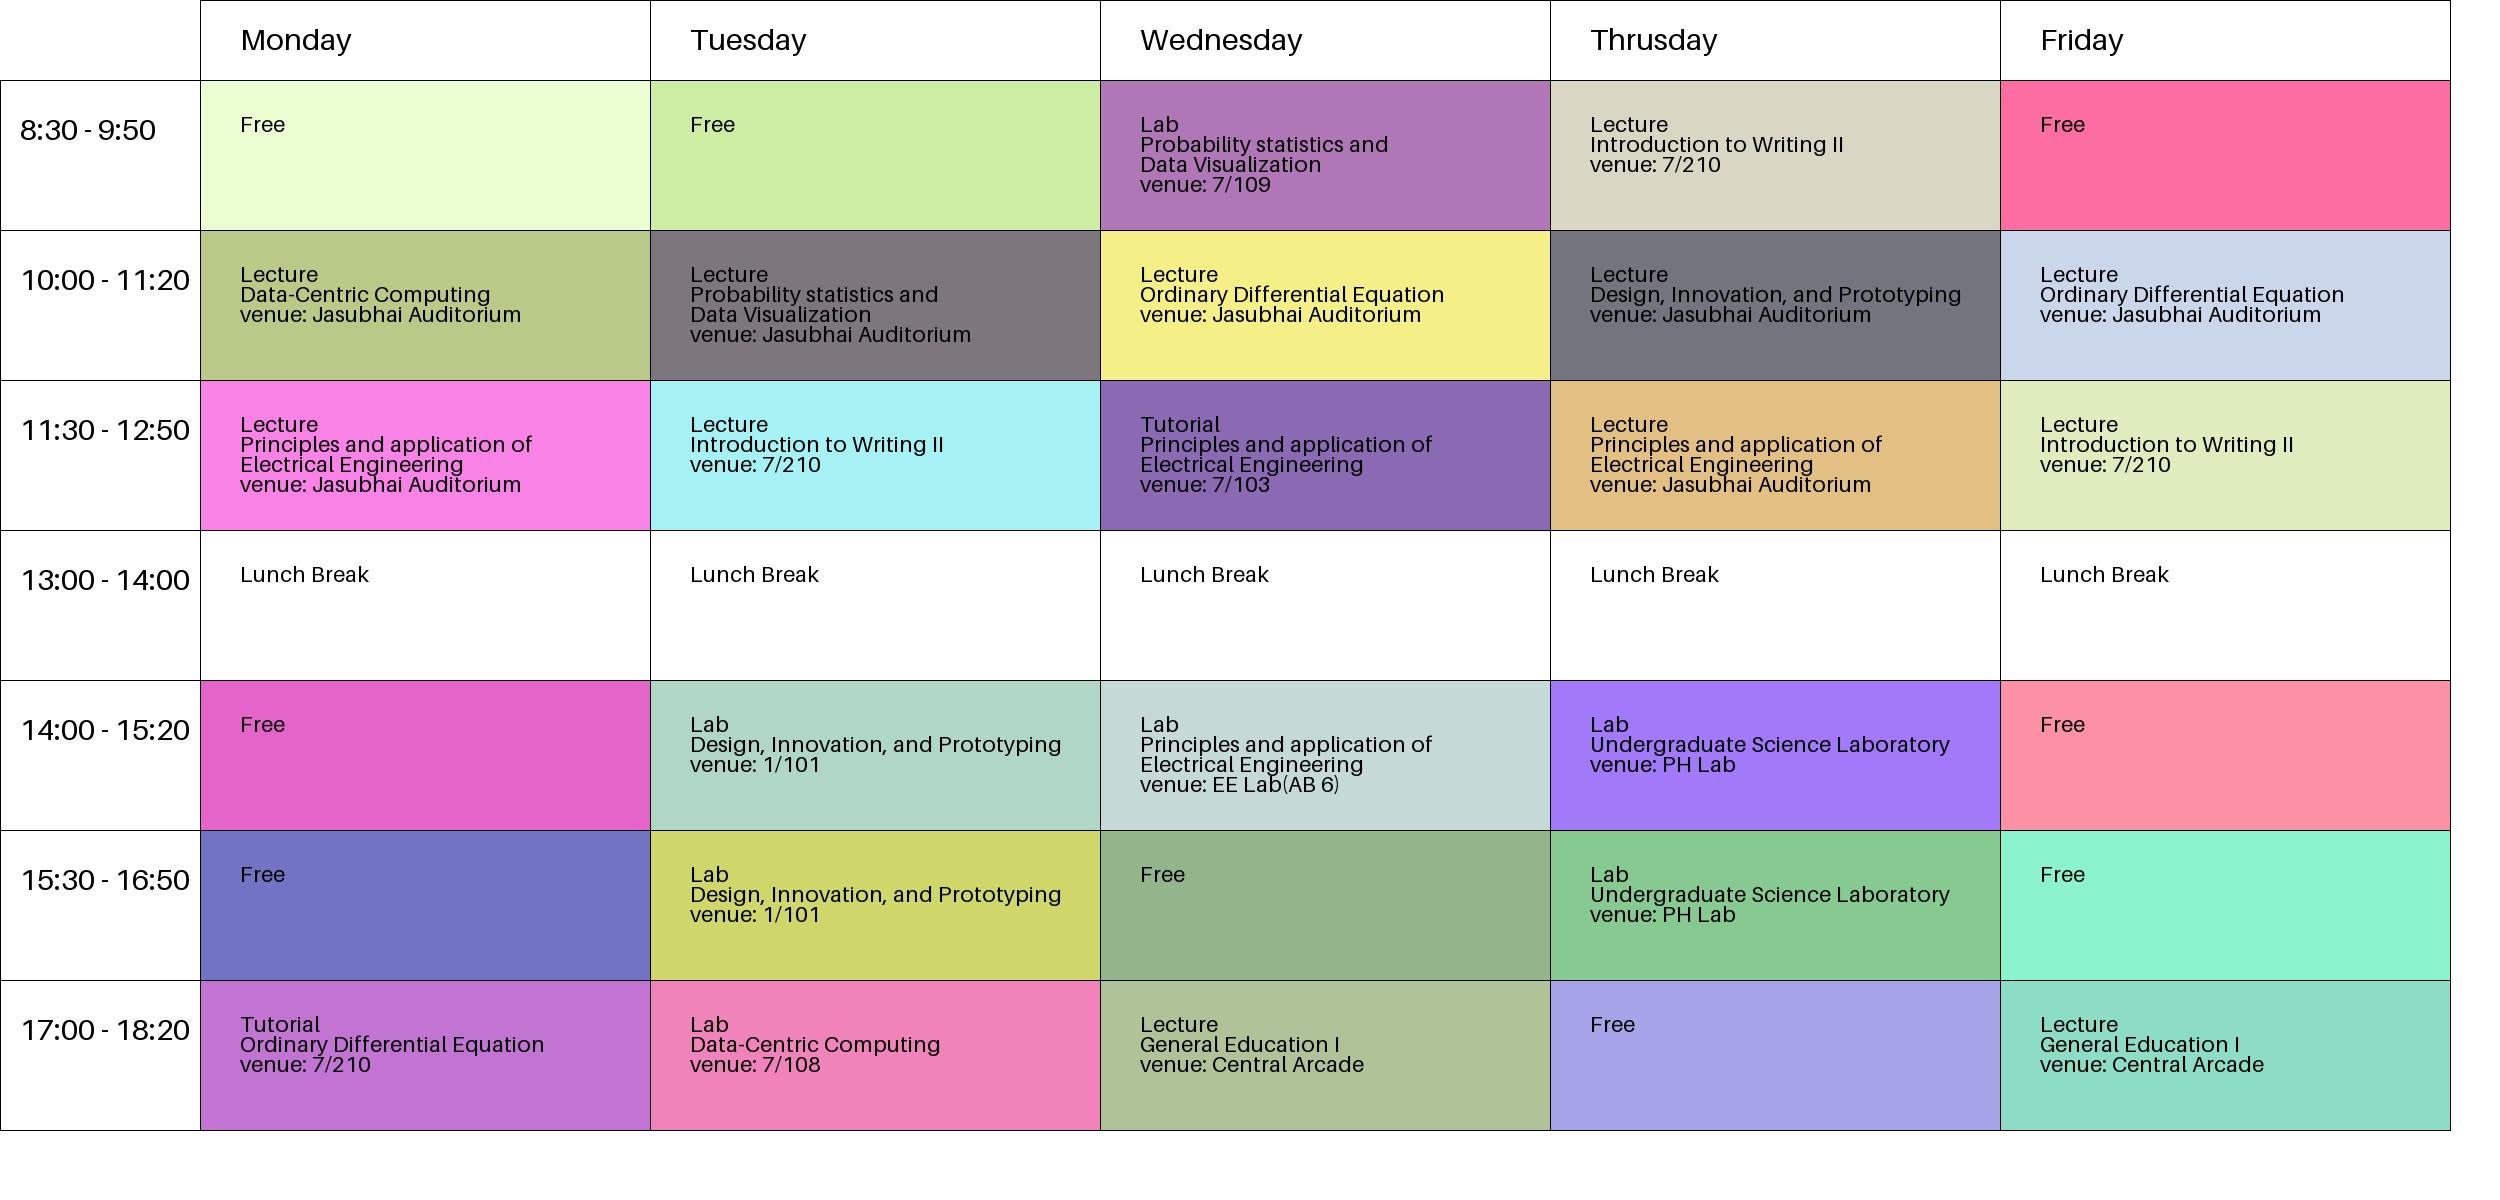 Monday
Tuesday
Wednesday
Thrusday
Friday
8:30 - 9:50
Free
Free
Lab
Probability statistics and
Data Visualization
venue: 7/109
Lecture
Introduction to Writing II
venue: 7/210
Free
10:00 - 11:20
Lecture
Data-Centric Computing
venue: Jasubhai Auditorium
Lecture
Probability statistics and
Data Visualization
venue: Jasubhai Auditorium
Lecture
Ordinary Differential Equation
venue: Jasubhai Auditorium
Lecture
Design, Innovation, and Prototyping
venue: Jasubhai Auditorium
Lecture
Ordinary Differential Equation
venue: Jasubhai Auditorium
11:30 - 12:50
Lecture
Principles and application of
Electrical Engineering
venue: Jasubhai Auditorium
Lecture
Introduction to Writing II
venue: 7/210
Tutorial
Principles and application of
Electrical Engineering
venue: 7/103
Lecture
Principles and application of
Electrical Engineering
venue: Jasubhai Auditorium
Lecture
Introduction to Writing II
venue: 7/210
13:00 - 14:00
Lunch Break
Lunch Break
Lunch Break
Lunch Break
Lunch Break
14:00 - 15:20
Free
Lab
Design, Innovation, and Prototyping
venue: 1/101
Lab
Principles and application of
Electrical Engineering
venue: EE Lab(AB 6)
Lab
Undergraduate Science Laboratory
venue: PH Lab
Free
15:30 - 16:50
Free
Lab
Design, Innovation, and Prototyping
venue: 1/101
Free
Lab
Undergraduate Science Laboratory
venue: PH Lab
Free
17:00 - 18:20
Tutorial
Ordinary Differential Equation
venue: 7/210
Lab
Data-Centric Computing
venue: 7/108
Lecture
General Education I
venue: Central Arcade
Free
Lecture
General Education I
venue: Central Arcade